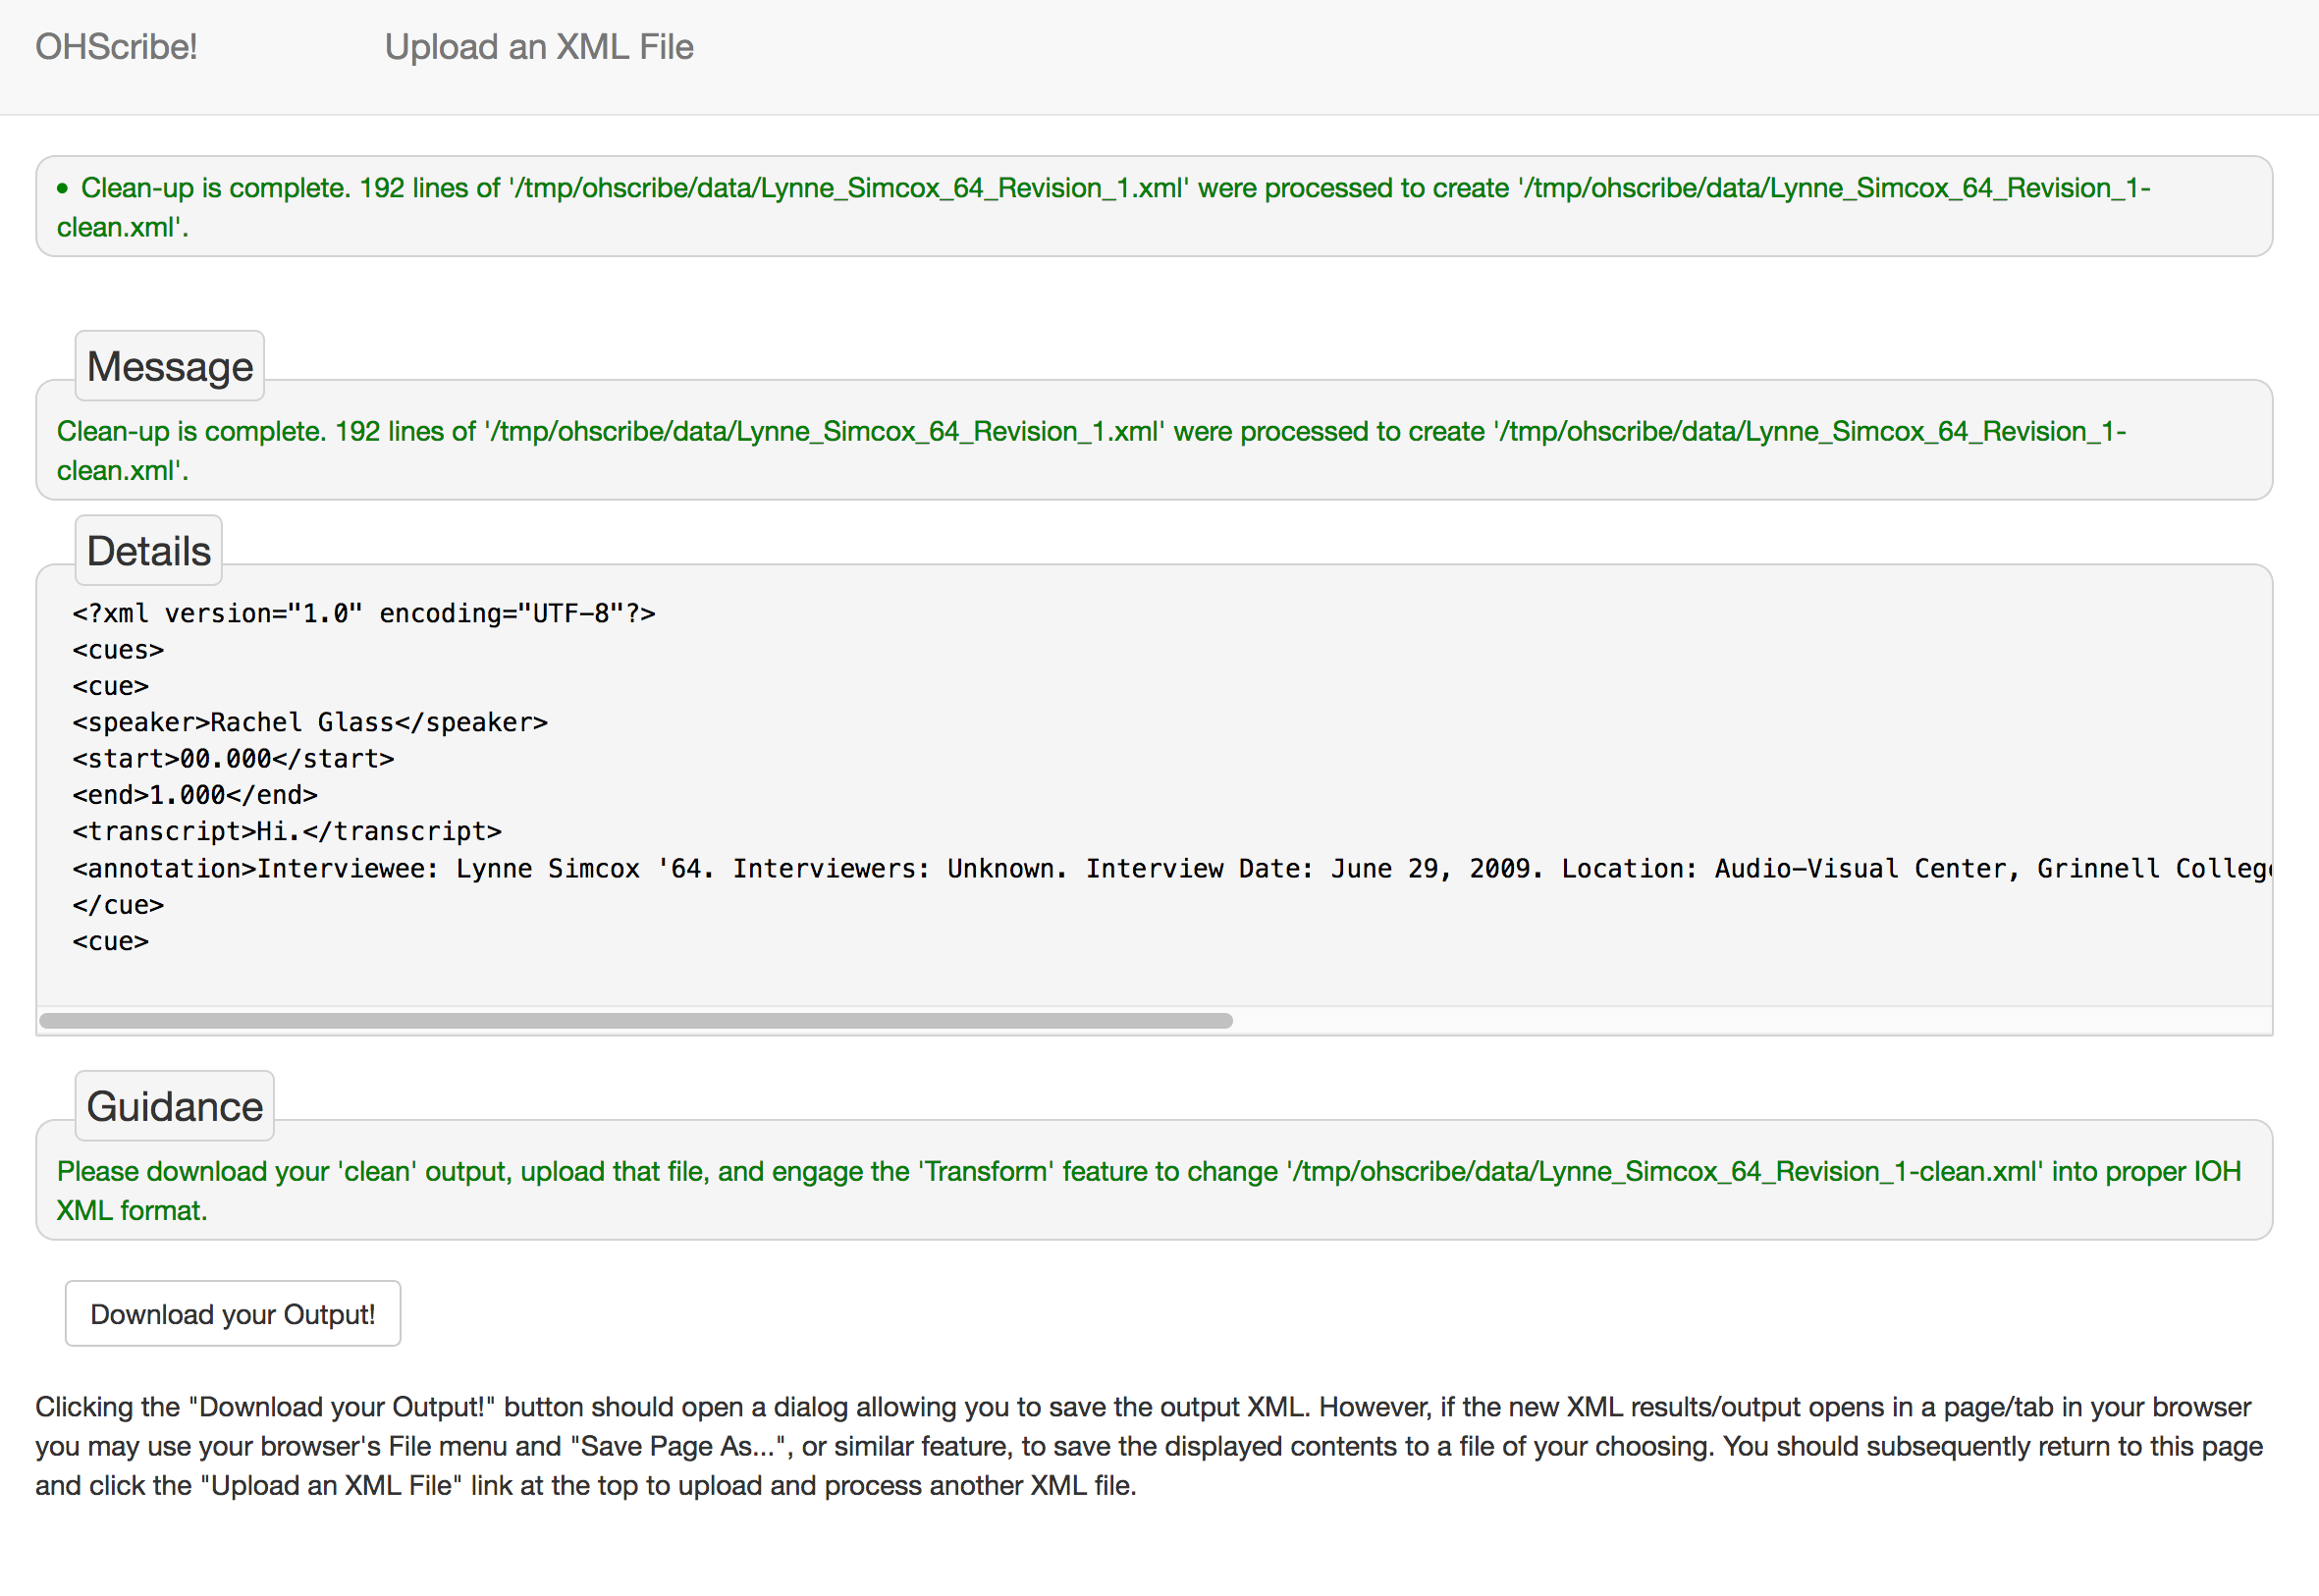 OHScribe! Upload an XML File
• Clean-up is complete. 192 lines of '/tmp/ohscribe/data/Lynne_Simcox_64_Revision_1.xml' were processed to create '/tmp/ohscribe/data/Lynne_Simcox_64_Revision_1-
clean.xml'.
Message
Clean-up is complete. 192 lines of '/tmp/ohscribe/data/Lynne_Simcox_64_Revision_1.xml' were processed to create '/tmp/ohscribe/data/Lynne_Simcox_64_Revision_1-
clean.xml'.
Details
<?xml version="1.0" encoding="UTF-8"?>
<cues>
<cue>
<speaker>Rachel Glass</speaker>
<start>00.000</start>
<end>1.000</end>
<transcript>Hi.</transcript>
<annotation>Interviewee: Lynne Simcox '64. Interviewers: Unknown. Interview Date: June 29, 2009. Location: Audio-Visual Center, Grinnell College
</cue>
<cue>
Guidance
Please download your 'clean' output, upload that file, and engage the 'Transform' feature to change '/tmp/ohscribe/data/Lynne_Simcox_64_Revision_1-clean.xml' into proper IOH
XML format.
Download your Output!
Clicking the "Download your Output!" button should open a dialog allowing you to save the output XML. However, if the new XML results/output opens in a page/tab in your browser
you may use your browser's File menu and "Save Page As...", or similar feature, to save the displayed contents to a file of your choosing. You should subsequently return to this page
and click the "Upload an XML File" link at the top to upload and process another XML file.